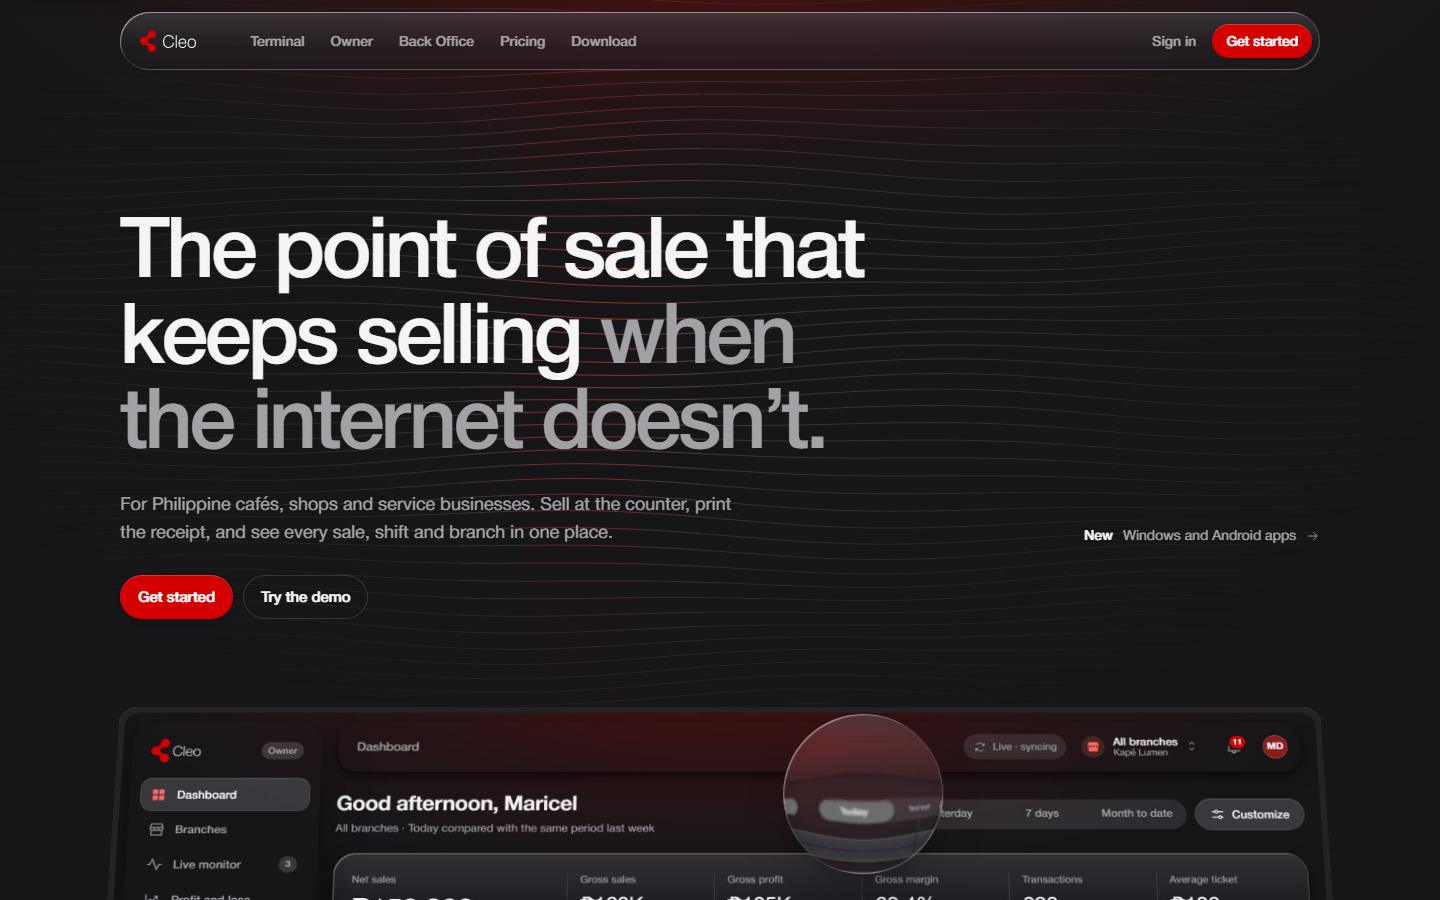 Cleo
Terminal Owner Back Office Pricing Download
Sign in Get started
The point of sale that
keeps selling when
the internet doesn’t.
For Philippine cafés, shops and service businesses. Sell at the counter, print
the receipt, and see every sale, shift and branch in one place.
New Windows and Android apps →
Get started Try the demo
Cleo Owner
Dashboard
Live · syncing
All branches
Kapé Lumen
11
MD
Dashboard
Branches
Live monitor 3
Good afternoon, Maricel
All branches · Today compared with the same period last week
Today
7 days Month to date
Customize
Net sales Gross sales Gross profit Gross margin Transactions Average ticket